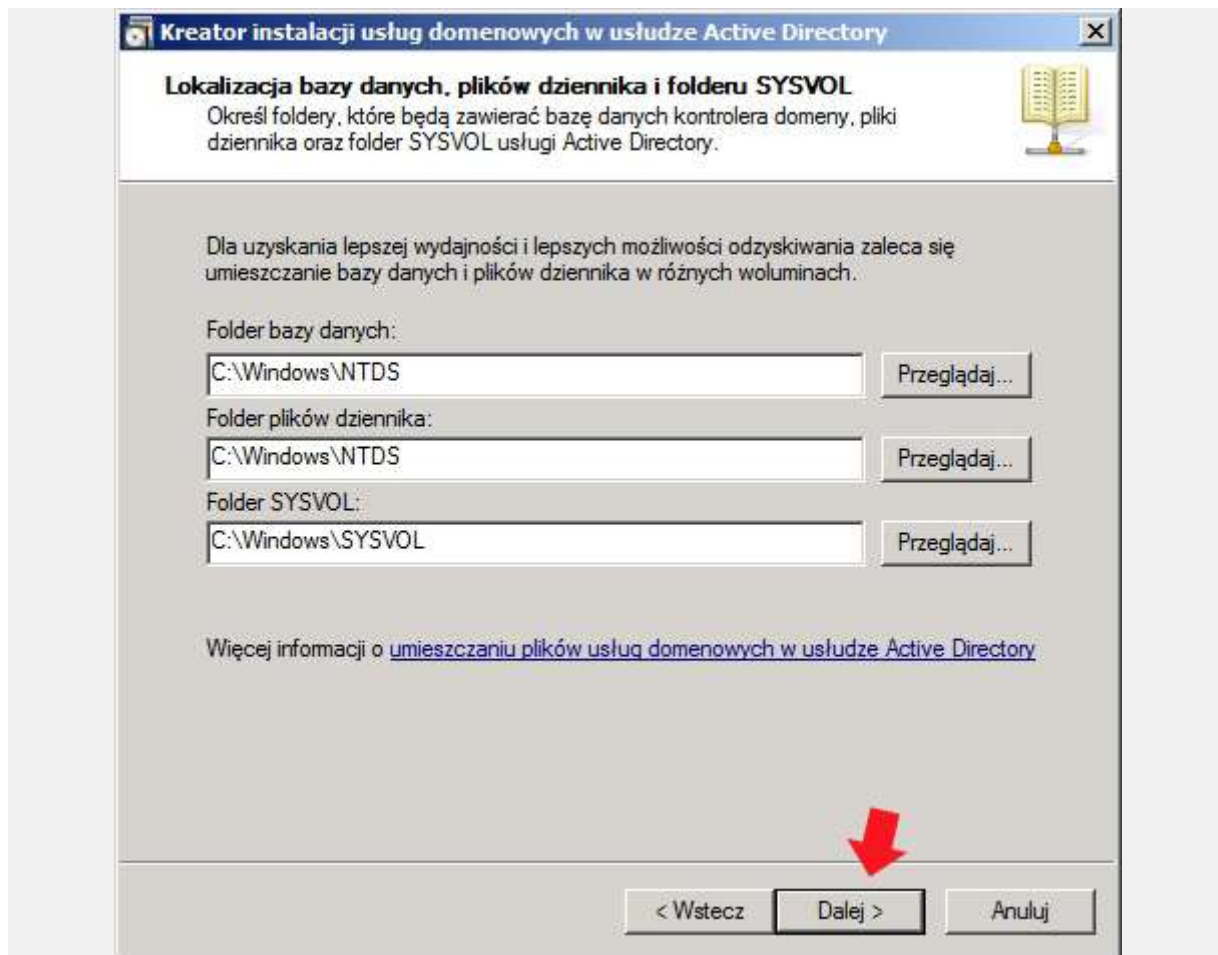 Kreator instalacji usług domenowych w usłudze Active Directory
Lokalizacja bazy danych, plików dziennika i folderu SYSVOL
Określ foldery, które będą zawierać bazę danych kontrolera domeny, pliki
dziennika oraz folder SYSVOL usługi Active Directory.
Dla uzyskania lepszej wydajności i lepszych możliwości odzyskiwania zaleca się
umieszczanie bazy danych i plików dziennika w różnych woluminach.
Folder bazy danych:
C:\Windows\NTDS Przeglądaj...
Folder plików dziennika:
C:\Windows\NTDS Przeglądaj...
Folder SYSVOL:
C:\Windows\SYSVOL Przeglądaj...
Więcej informacji o umieszczaniu plików usług domenowych w usłudze Active Directory
< Wstecz Dalej > Anuluj